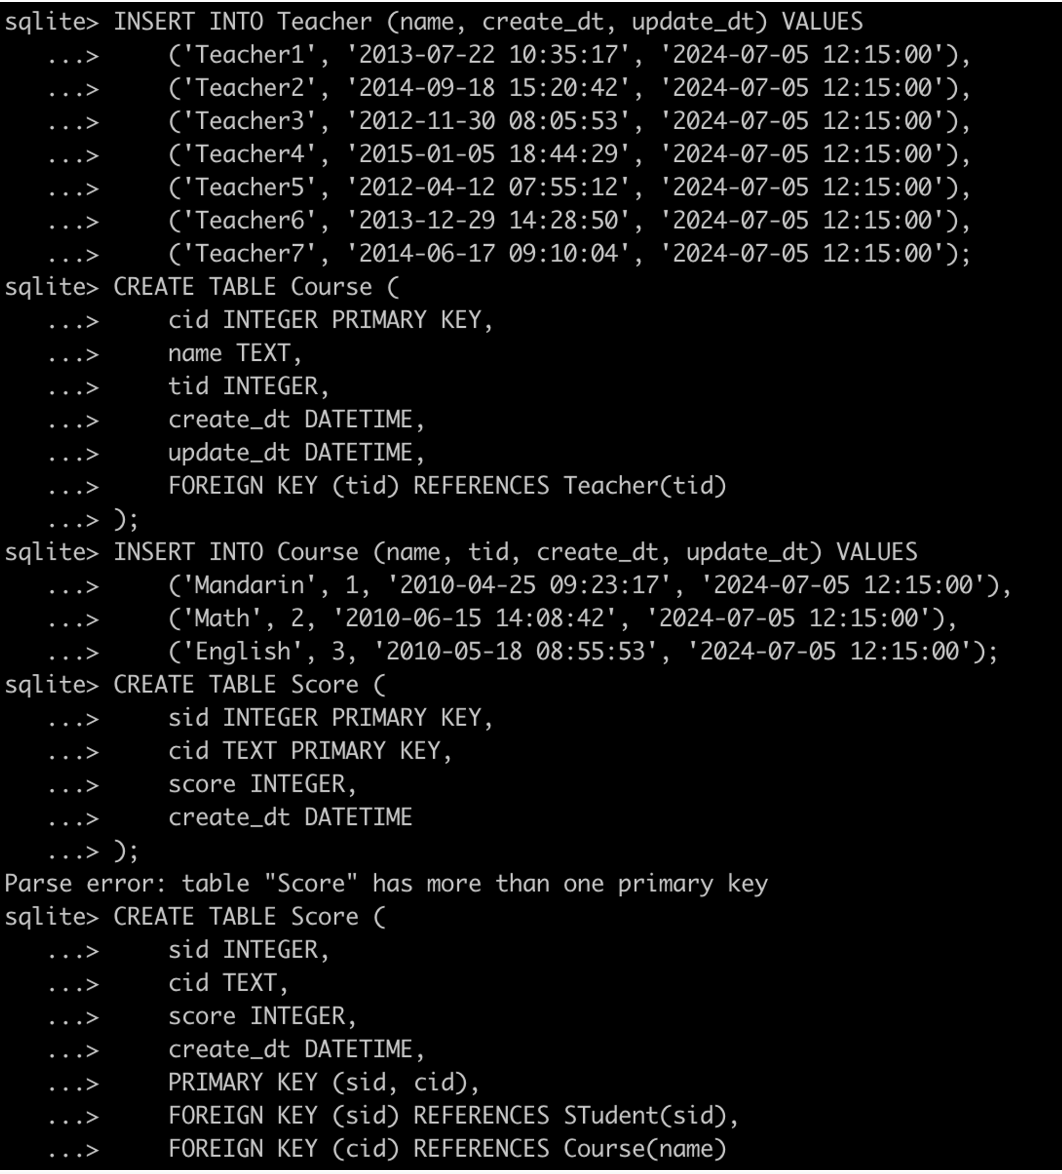 sqlite> INSERT INTO Teacher (name, create_dt, update_dt) VALUES
   ...>     ('Teacher1', '2013-07-22 10:35:17', '2024-07-05 12:15:00'),
   ...>     ('Teacher2', '2014-09-18 15:20:42', '2024-07-05 12:15:00'),
   ...>     ('Teacher3', '2012-11-30 08:05:53', '2024-07-05 12:15:00'),
   ...>     ('Teacher4', '2015-01-05 18:44:29', '2024-07-05 12:15:00'),
   ...>     ('Teacher5', '2012-04-12 07:55:12', '2024-07-05 12:15:00'),
   ...>     ('Teacher6', '2013-12-29 14:28:50', '2024-07-05 12:15:00'),
   ...>     ('Teacher7', '2014-06-17 09:10:04', '2024-07-05 12:15:00');
sqlite> CREATE TABLE Course (
   ...>     cid INTEGER PRIMARY KEY,
   ...>     name TEXT,
   ...>     tid INTEGER,
   ...>     create_dt DATETIME,
   ...>     update_dt DATETIME,
   ...>     FOREIGN KEY (tid) REFERENCES Teacher(tid)
   ...> );
sqlite> INSERT INTO Course (name, tid, create_dt, update_dt) VALUES
   ...>     ('Mandarin', 1, '2010-04-25 09:23:17', '2024-07-05 12:15:00'),
   ...>     ('Math', 2, '2010-06-15 14:08:42', '2024-07-05 12:15:00'),
   ...>     ('English', 3, '2010-05-18 08:55:53', '2024-07-05 12:15:00');
sqlite> CREATE TABLE Score (
   ...>     sid INTEGER PRIMARY KEY,
   ...>     cid TEXT PRIMARY KEY,
   ...>     score INTEGER,
   ...>     create_dt DATETIME
   ...> );
Parse error: table "Score" has more than one primary key
sqlite> CREATE TABLE Score (
   ...>     sid INTEGER,
   ...>     cid TEXT,
   ...>     score INTEGER,
   ...>     create_dt DATETIME,
   ...>     PRIMARY KEY (sid, cid),
   ...>     FOREIGN KEY (sid) REFERENCES STudent(sid),
   ...>     FOREIGN KEY (cid) REFERENCES Course(name)